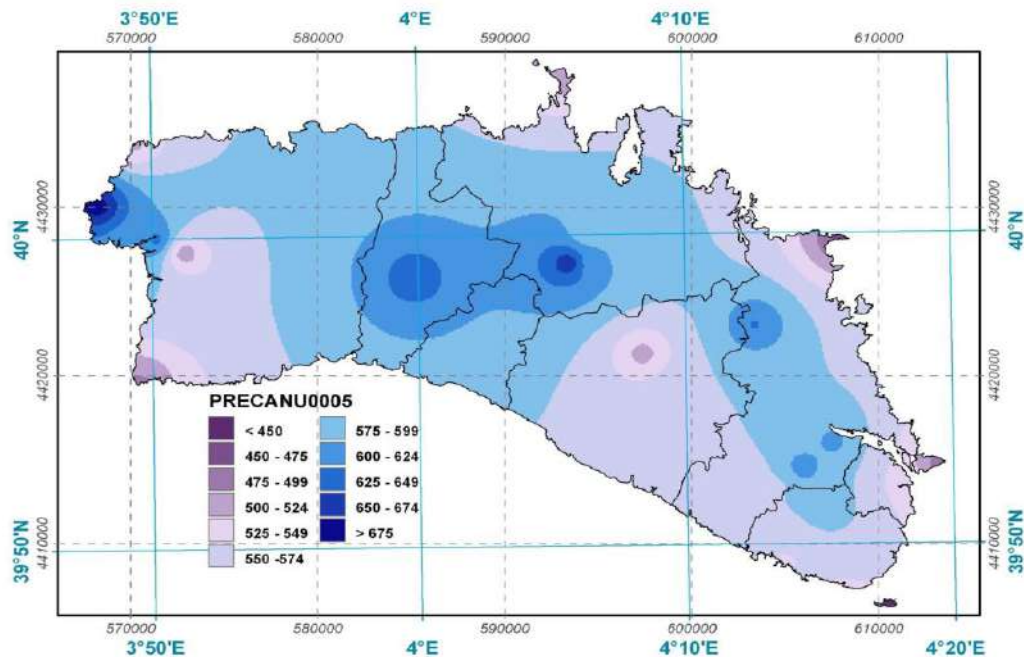 3°50'E 4° 4°10'E
570000 580000 590000 600000 610000
4430000 4430000
40°N 40°N
4420000 4420000
PRECANU0005
< 450 575 - 599
450 - 475 600 - 624
475 - 499 625 - 649
500 - 524 650 - 674
525 - 549 > 675
550 -574
39°50'N 4410000 4410000 39°50'N
570000 580000 590000 600000 610000
3°50'E 4° 4°10'E 4°20'E